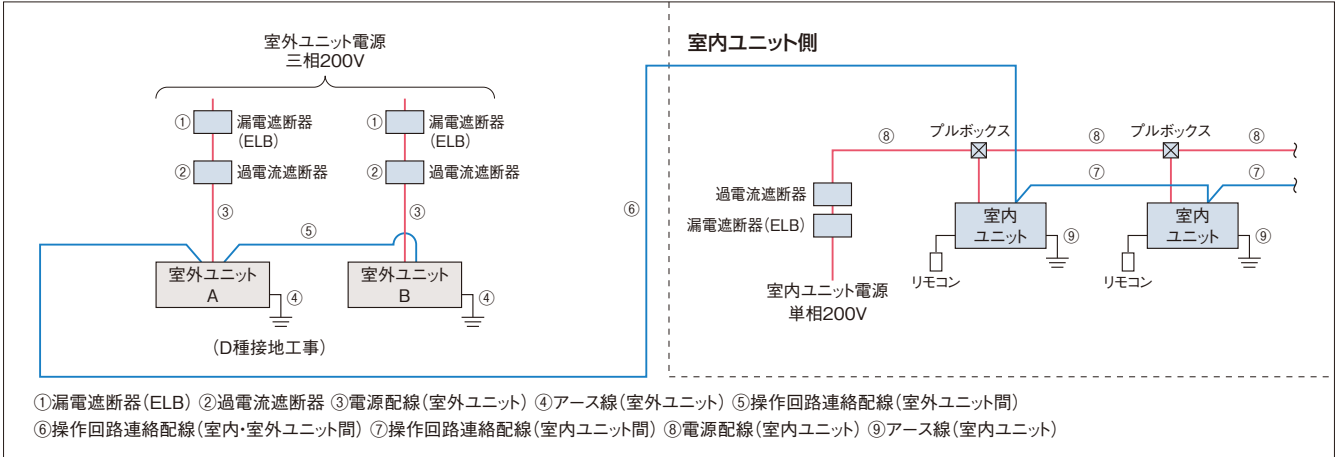 室外ユニット電源
三相200V
室内ユニット側
① 漏電遮断器
(ELB)
① 漏電遮断器
(ELB)
② 過電流遮断器
② 過電流遮断器
③
③
⑤
⑥
室外ユニット
A
④
室外ユニット
B
④
(D種接地工事)
⑧
プルボックス
⑧
プルボックス
⑧
過電流遮断器
漏電遮断器(ELB)
⑦
⑦
室内
ユニット
⑨
リモコン
室内
ユニット
⑨
リモコン
室内ユニット電源
単相200V
①漏電遮断器(ELB) ②過電流遮断器 ③電源配線(室外ユニット) ④アース線(室外ユニット) ⑤操作回路連絡配線(室外ユニット間)
⑥操作回路連絡配線(室内・室外ユニット間) ⑦操作回路連絡配線(室内ユニット間) ⑧電源配線(室内ユニット) ⑨アース線(室内ユニット)